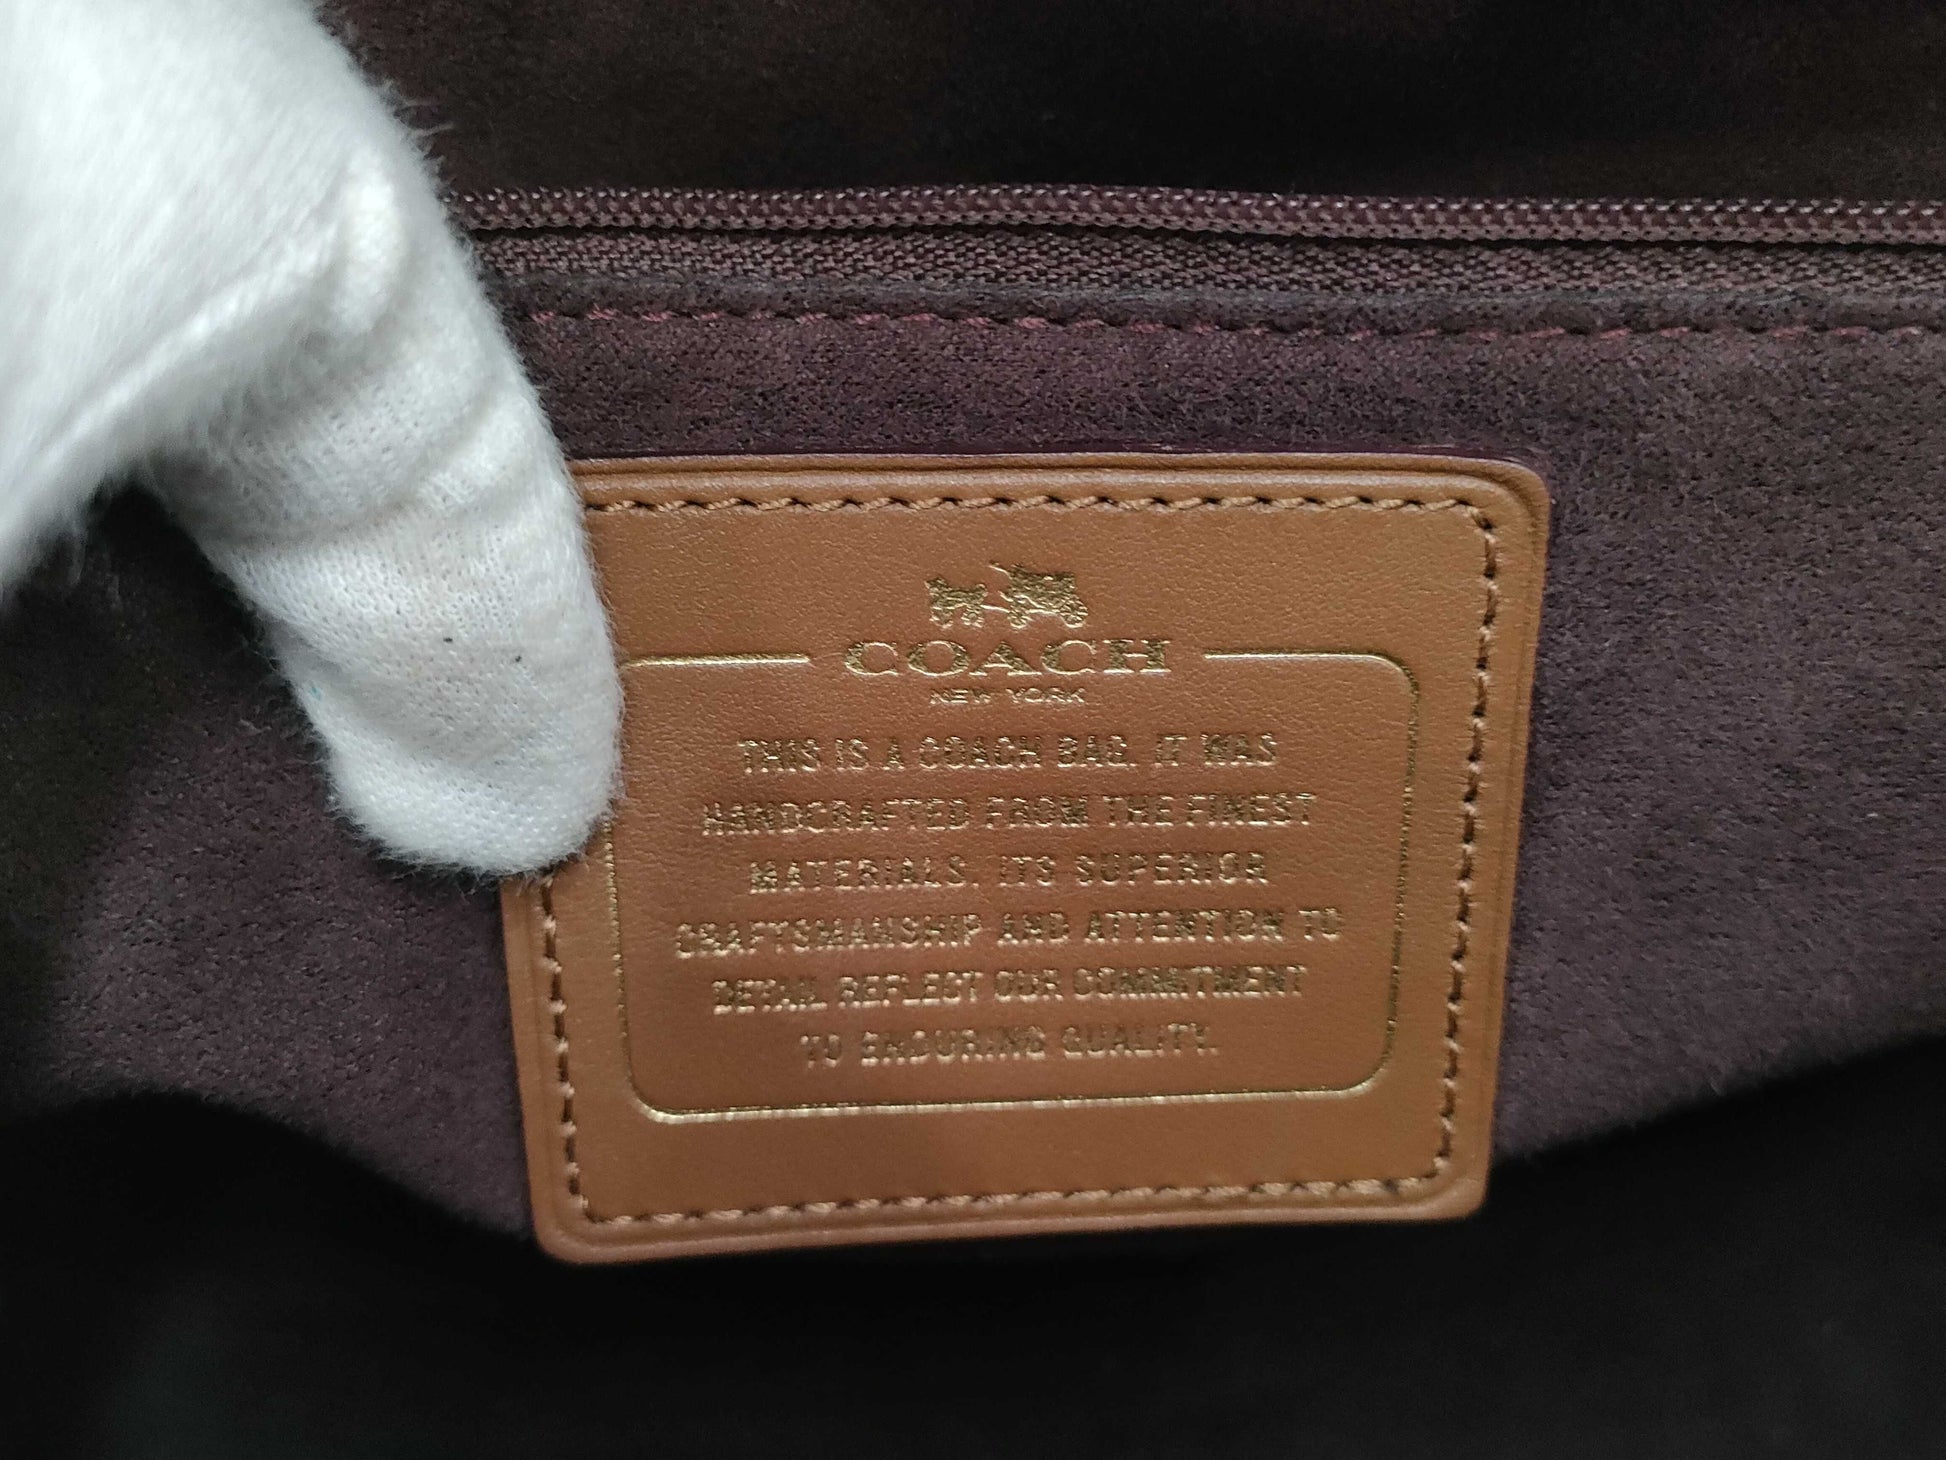 COACH
NEW YORK
THIS IS A COACH BAG. IT WAS
HANDCRAFTED FROM THE FINEST
MATERIALS. ITS SUPERIOR
CRAFTSMANSHIP AND ATTENTION TO
DETAIL REFLECT OUR COMMITMENT
TO ENDURING QUALITY.